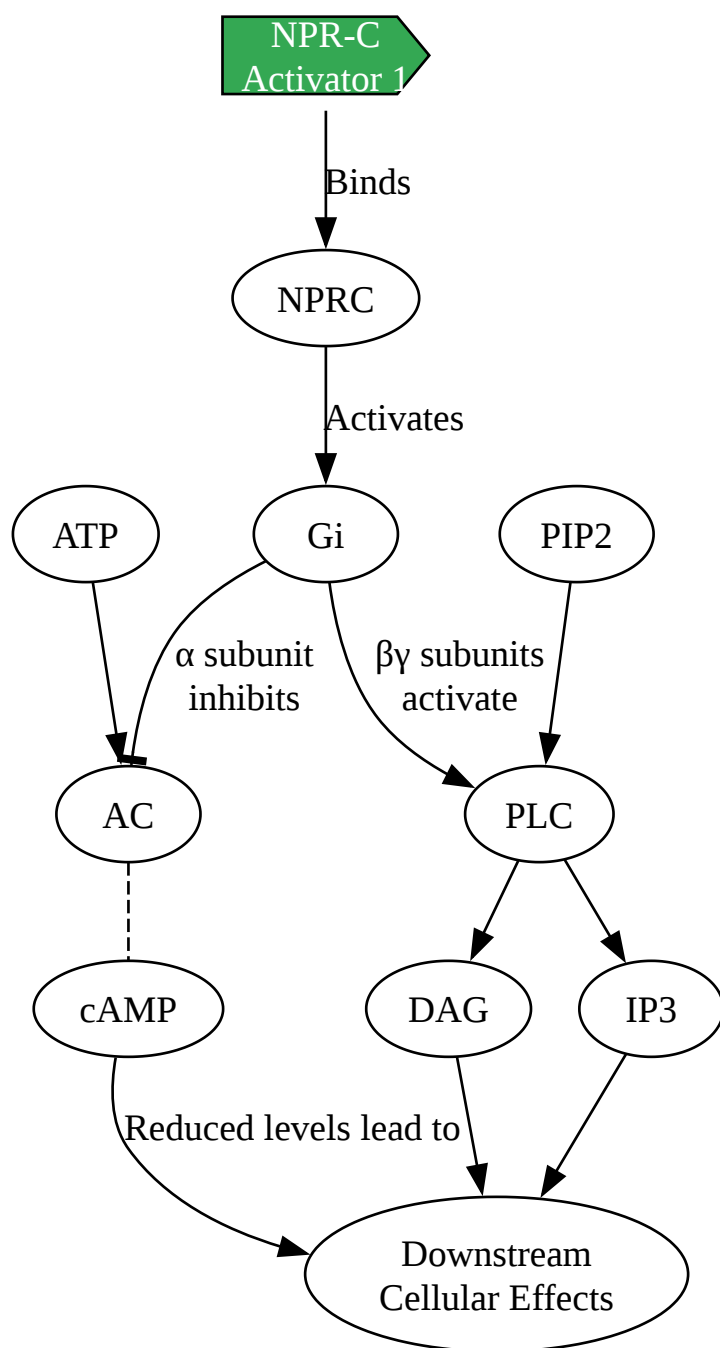 NPR-C
Activator 1
Binds
NPRC
Activates
ATP
Gi
PIP2
α subunit
inhibits
βγ subunits
activate
AC
PLC
cAMP
DAG
IP3
Reduced levels lead to
Downstream
Cellular Effects